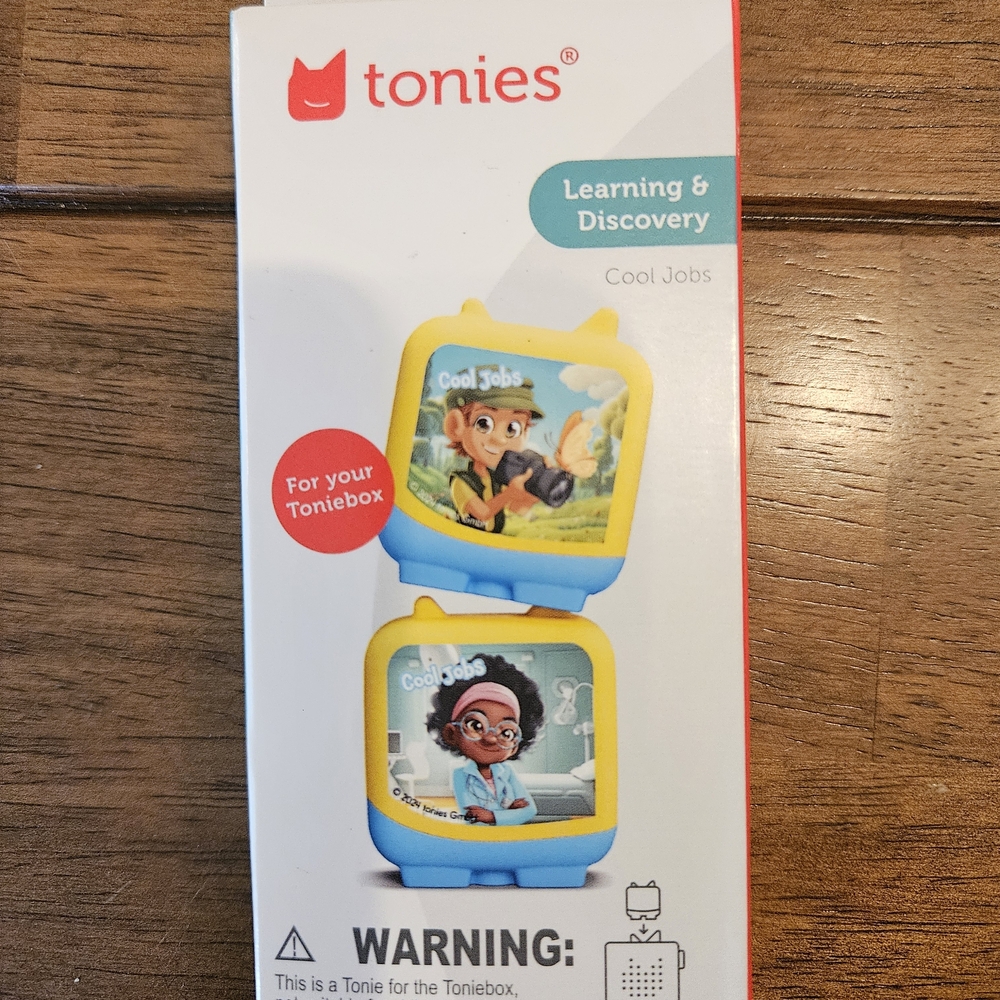 tonies®
Learning &
Discovery
Cool Jobs
Cool Jobs
For your
Toniebox
Cool Jobs
© 2024 tonies GmbH
WARNING:
This is a Tonie for the Toniebox,